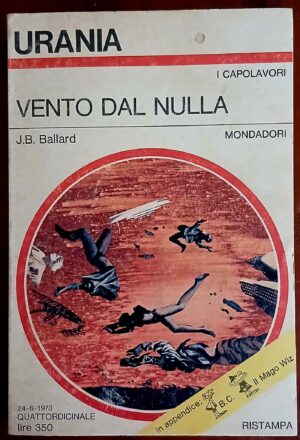 URANIA
I CAPOLAVORI
VENTO DAL NULLA
J.B. Ballard
MONDADORI
24-6-1973
QUATTORDICINALE
lire 350
in appendice: B.C. Il Mago Wiz
RISTAMPA